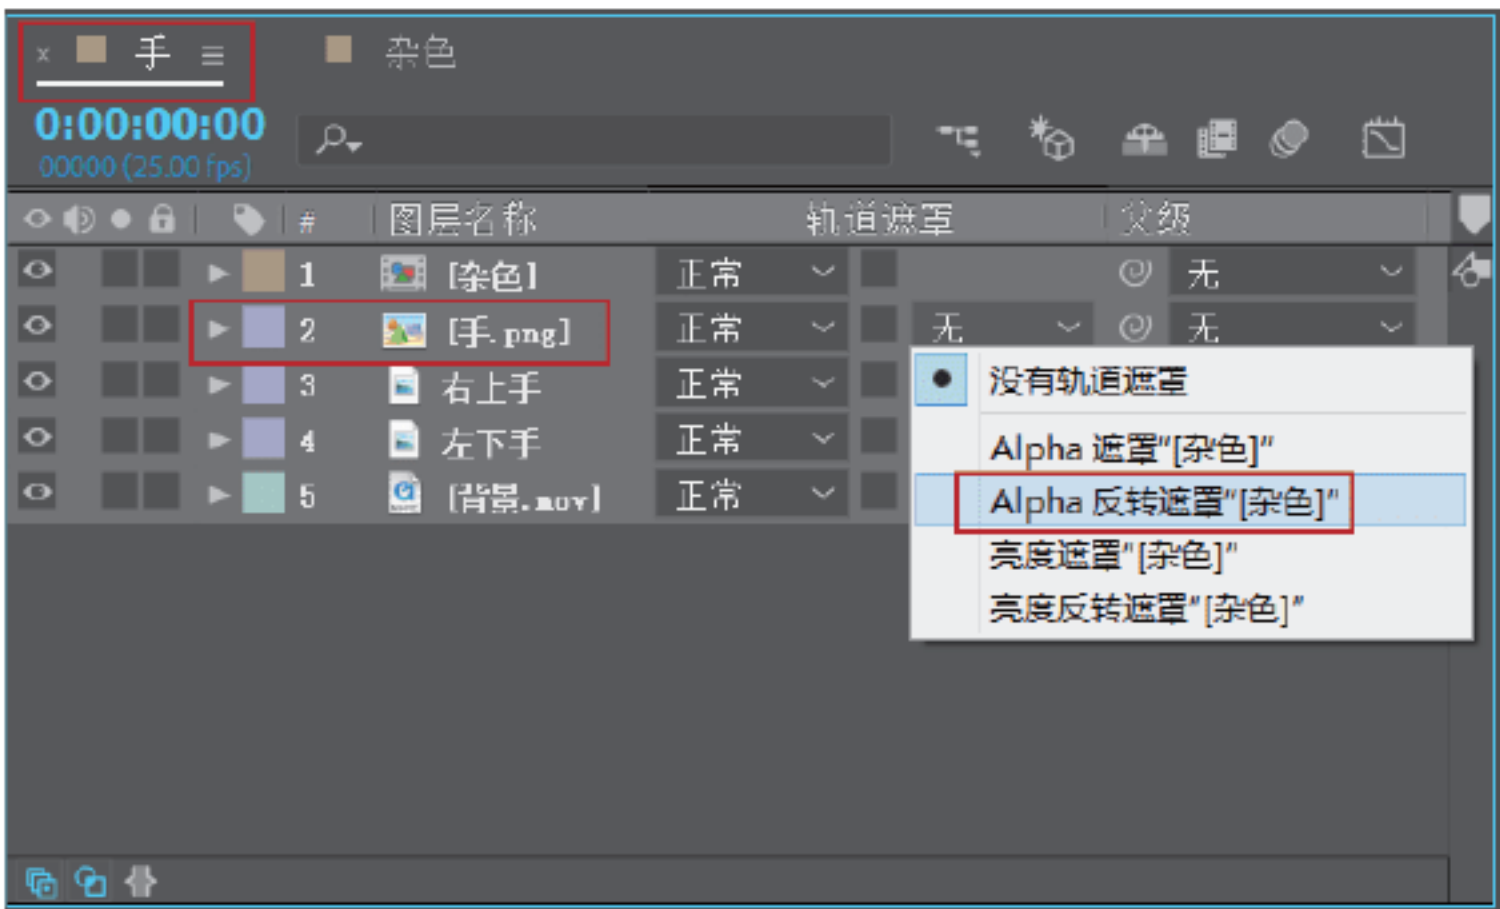 x 手 杂色
0:00:00:00
00000 (25.00 fps)
# 图层名称 轨道遮罩 父级
1 [杂色] 正常 无
2 [手.png] 正常 无 无
3 右上手 正常
4 左下手 正常
5 [背景.mov] 正常
没有轨道遮罩
Alpha 遮罩"[杂色]"
Alpha 反转遮罩"[杂色]"
亮度遮罩"[杂色]"
亮度反转遮罩"[杂色]"